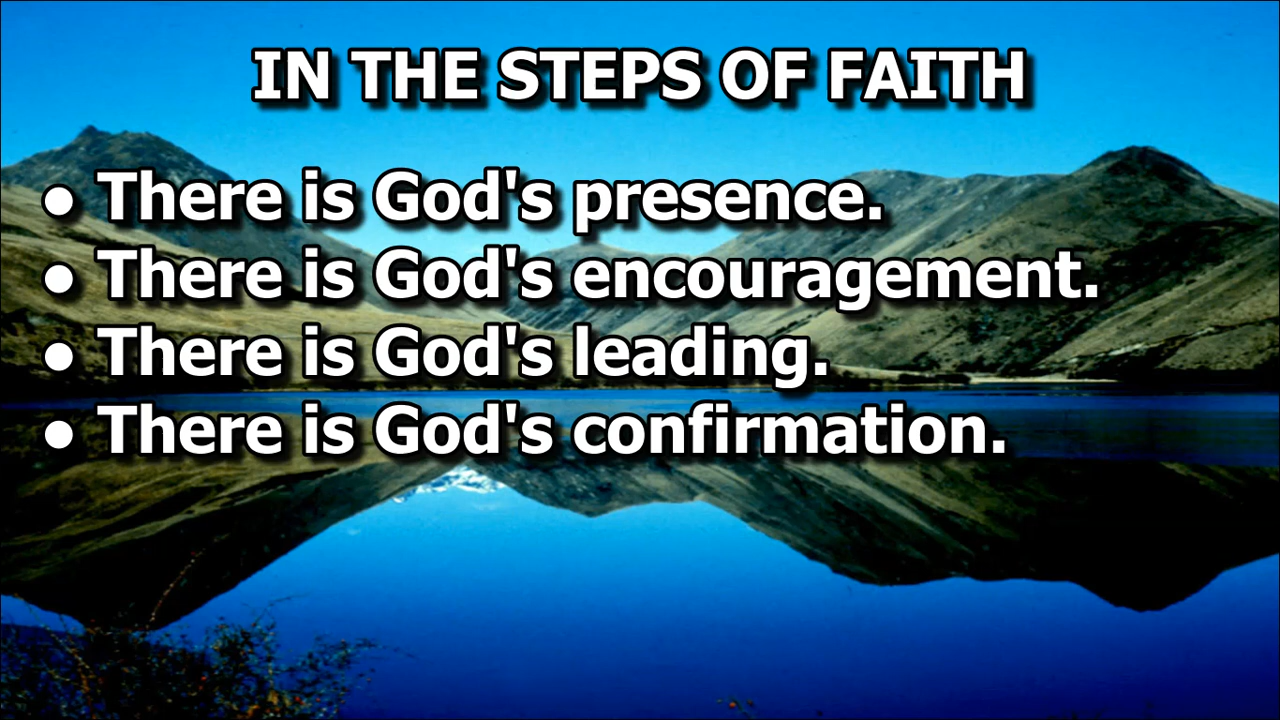 IN THE STEPS OF FAITH
● There is God's presence.
● There is God's encouragement.
● There is God's leading.
● There is God's confirmation.